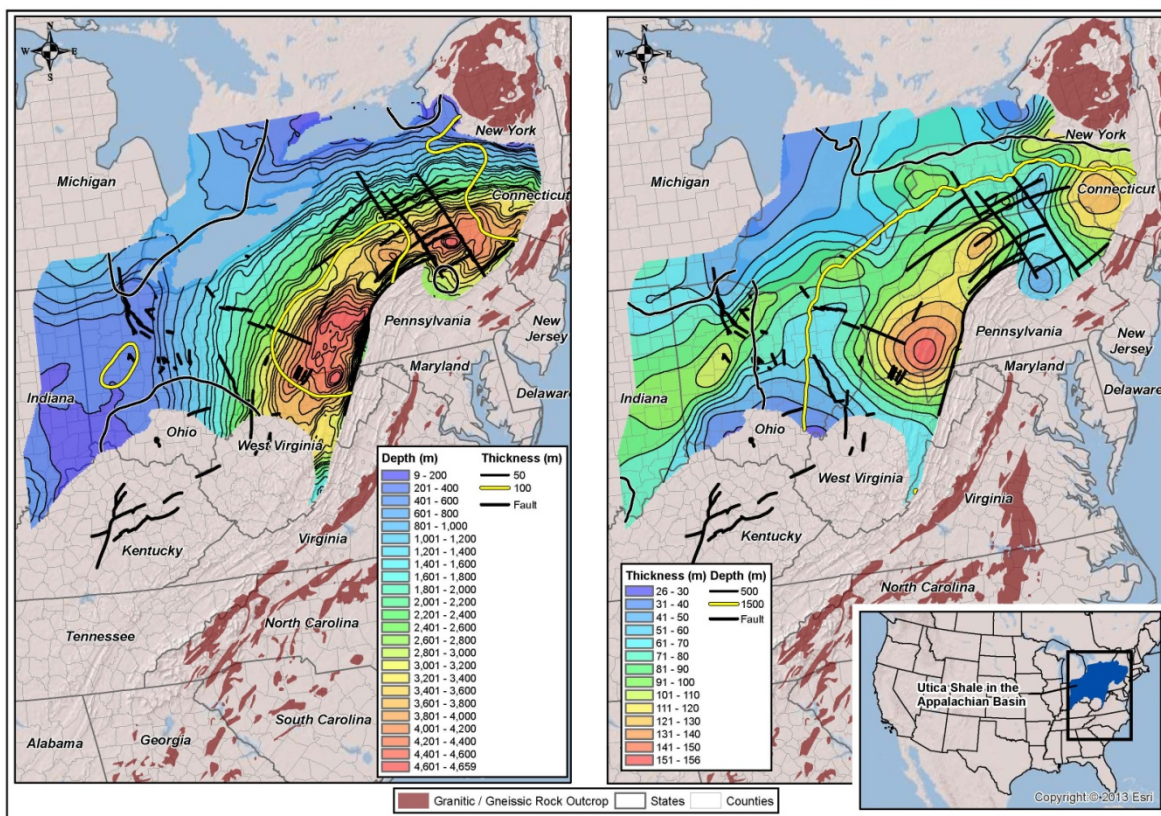 N
W E
S
New York
Michigan
Connecticut
Pennsylvania
New
Jersey
Maryland
Delaware
Indiana
Ohio
West Virginia
Virginia
Kentucky
North Carolina
Tennessee
South Carolina
Alabama
Georgia
Depth (m)
9 - 200
201 - 400
401 - 600
601 - 800
801 - 1,000
1,001 - 1,200
1,201 - 1,400
1,401 - 1,600
1,601 - 1,800
1,801 - 2,000
2,001 - 2,200
2,201 - 2,400
2,401 - 2,600
2,601 - 2,800
2,801 - 3,000
3,001 - 3,200
3,201 - 3,400
3,401 - 3,600
3,601 - 3,800
3,801 - 4,000
4,001 - 4,200
4,201 - 4,400
4,401 - 4,600
4,601 - 4,659
Thickness (m)
50
100
Fault
N
W E
S
New York
Michigan
Connecticut
Pennsylvania
New
Jersey
Maryland
Delaware
Indiana
Ohio
West Virginia
Virginia
Kentucky
North Carolina
Thickness (m)
26 - 30
31 - 40
41 - 50
51 - 60
61 - 70
71 - 80
81 - 90
91 - 100
101 - 110
111 - 120
121 - 130
131 - 140
141 - 150
151 - 156
Depth (m)
500
1500
Fault
Utica Shale in the
Appalachian Basin
Copyright © 2013 Esri
Granitic / Gneissic Rock Outcrop States Counties